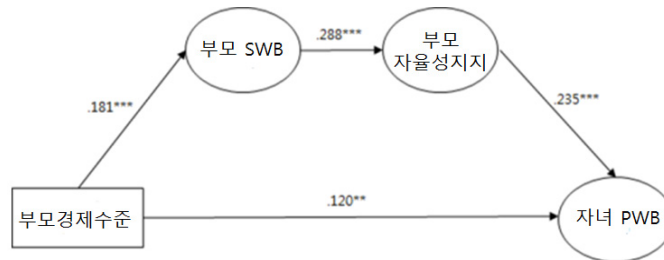 부모 SWB
.288***
부모
자율성지지
.181***
.235***
부모경제수준
.120**
자녀 PWB